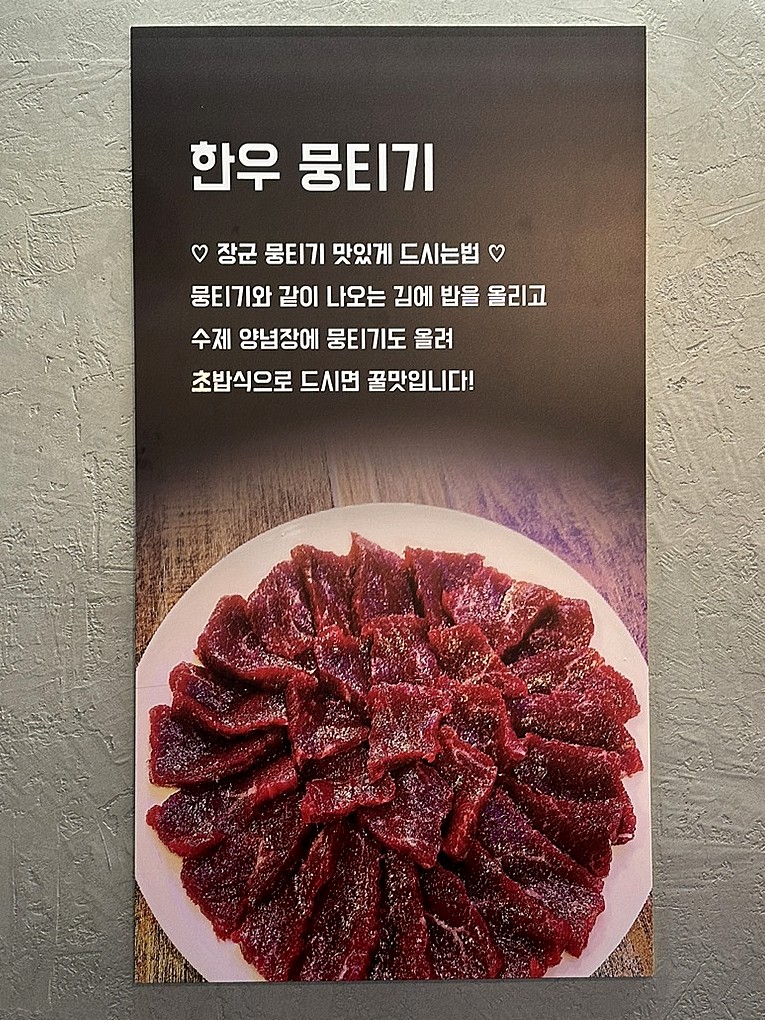 한우 뭉티기
♡ 장군 뭉티기 맛있게 드시는법 ♡
뭉티기와 같이 나오는 김에 밥을 올리고
수제 양념장에 뭉티기도 올려
초밥식으로 드시면 꿀맛입니다!